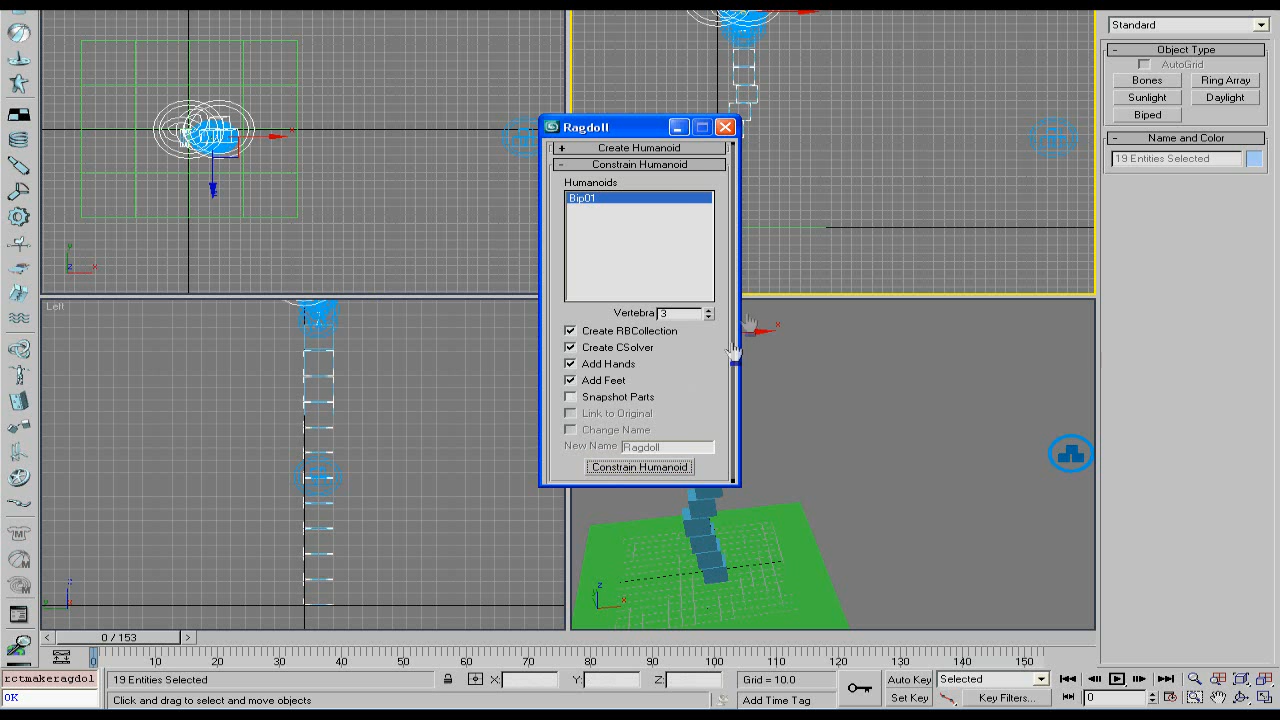 Standard
- Object Type
AutoGrid
Bones Ring Array
Sunlight Daylight
Biped
- Name and Color
19 Entities Selected
Ragdoll
+ Create Humanoid
- Constrain Humanoid
Humanoids
Bip01
Vertebra 3
Create RBCollection
Create CSolver
Add Hands
Add Feet
Snapshot Parts
Link to Original
Change Name
New Name Ragdoll
Constrain Humanoid
Left
y
z x
x
x
z
y x
< 0 / 153 >
0 10 20 30 40 50 60 70 80 90 100 110 120 130 140 150
rctmakeragdol
OK
19 Entities Selected X: Y: Z: Grid = 10.0
Click and drag to select and move objects Add Time Tag
Auto Key Selected
Set Key Key Filters...
0